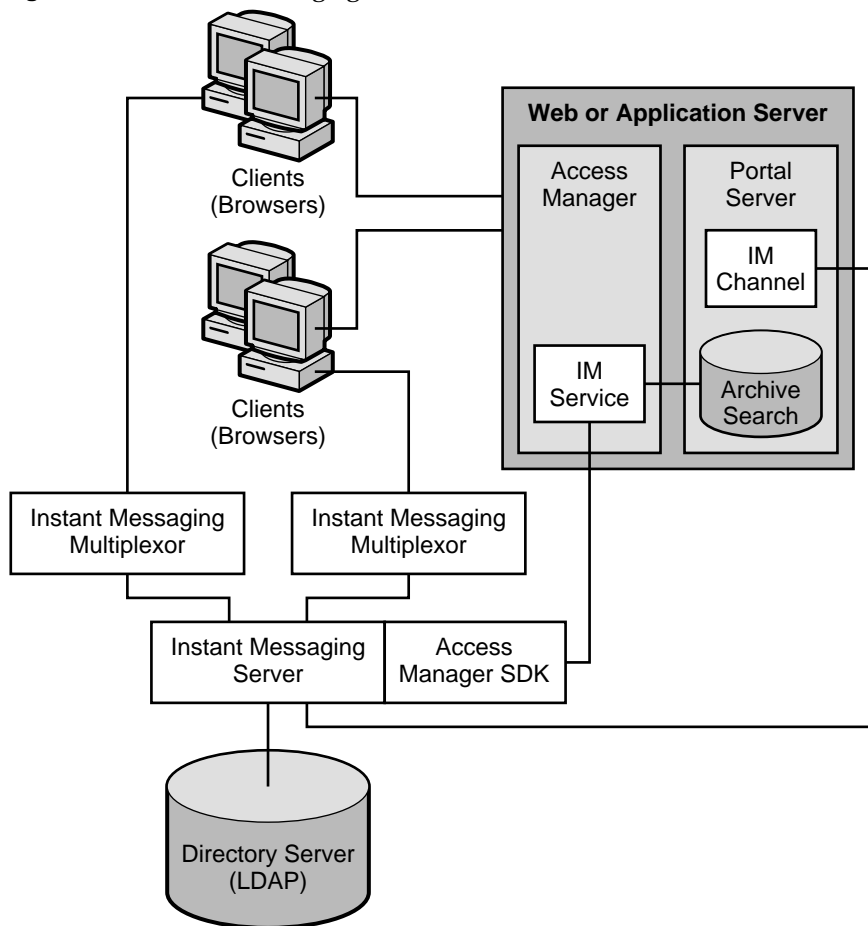 Web or Application Server
Access
Manager
Portal
Server
IM
Channel
IM
Service
Archive
Search
Clients
(Browsers)
Clients
(Browsers)
Instant Messaging
Multiplexor
Instant Messaging
Multiplexor
Instant Messaging
Server
Access
Manager SDK
Directory Server
(LDAP)